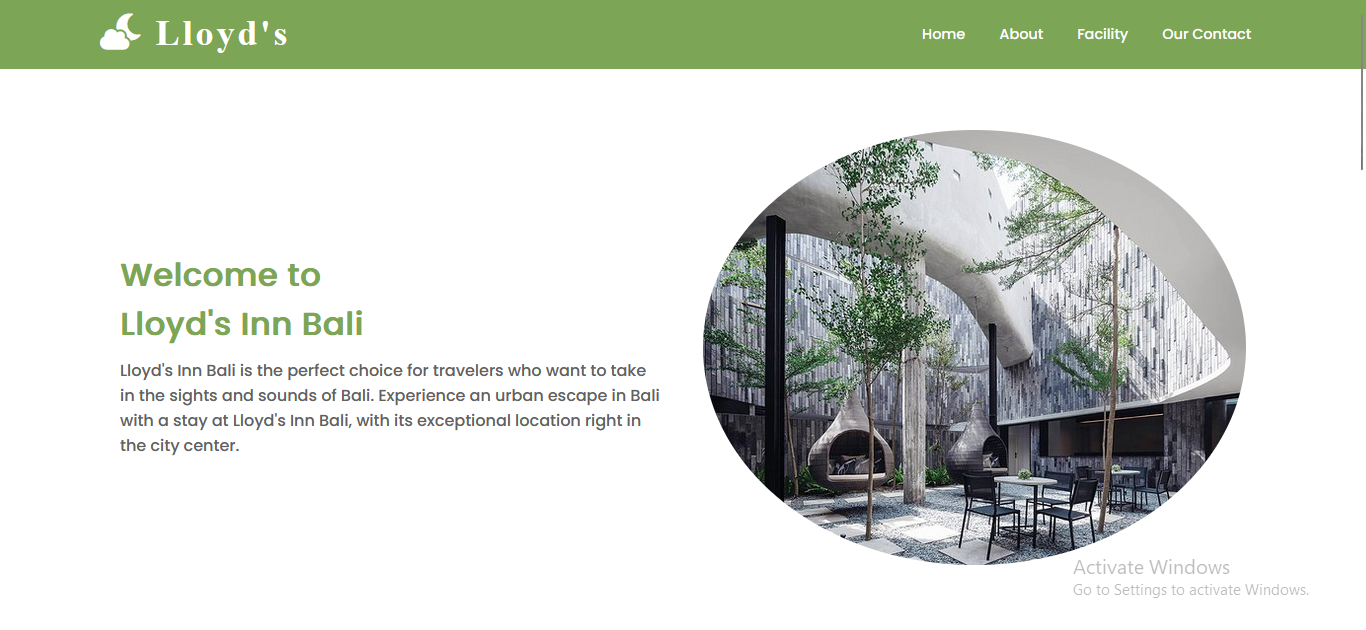 Lloyd's
Home
About
Facility
Our Contact
Welcome to
Lloyd's Inn Bali
Lloyd's Inn Bali is the perfect choice for travelers who want to take
in the sights and sounds of Bali. Experience an urban escape in Bali
with a stay at Lloyd's Inn Bali, with its exceptional location right in
the city center.
Activate Windows
Go to Settings to activate Windows.